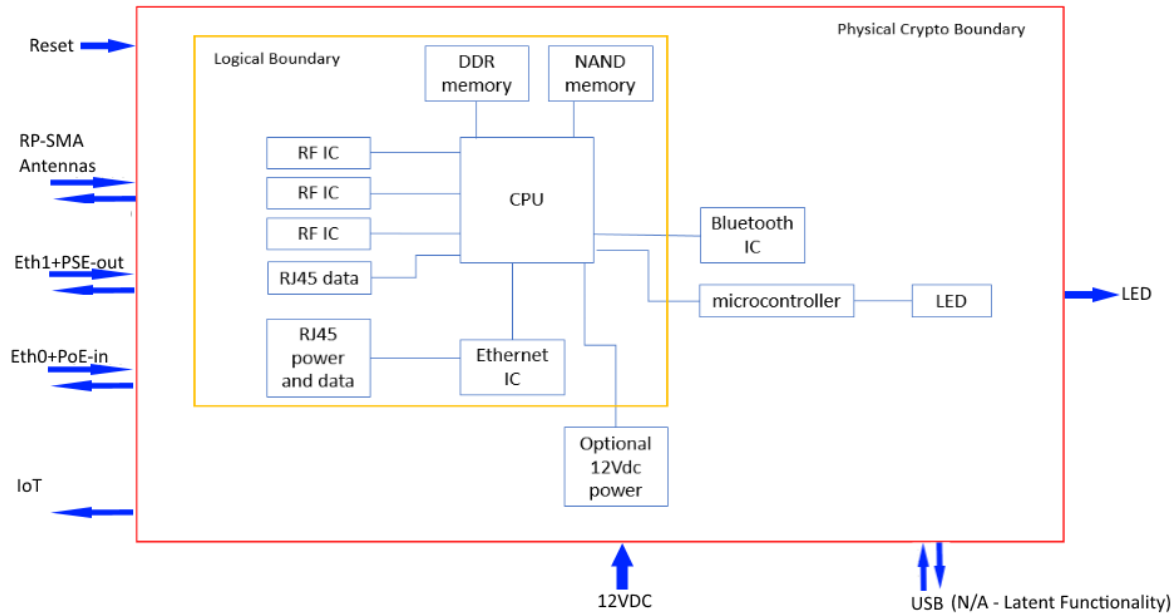 Physical Crypto Boundary
Reset
Logical Boundary
DDR
memory
NAND
memory
RP-SMA
Antennas
RF IC
RF IC
RF IC
CPU
Bluetooth
IC
Eth1+PSE-out
RJ45 data
microcontroller
LED
LED
Eth0+PoE-in
RJ45
power
and data
Ethernet
IC
Optional
12Vdc
power
IoT
12VDC
USB (N/A - Latent Functionality)